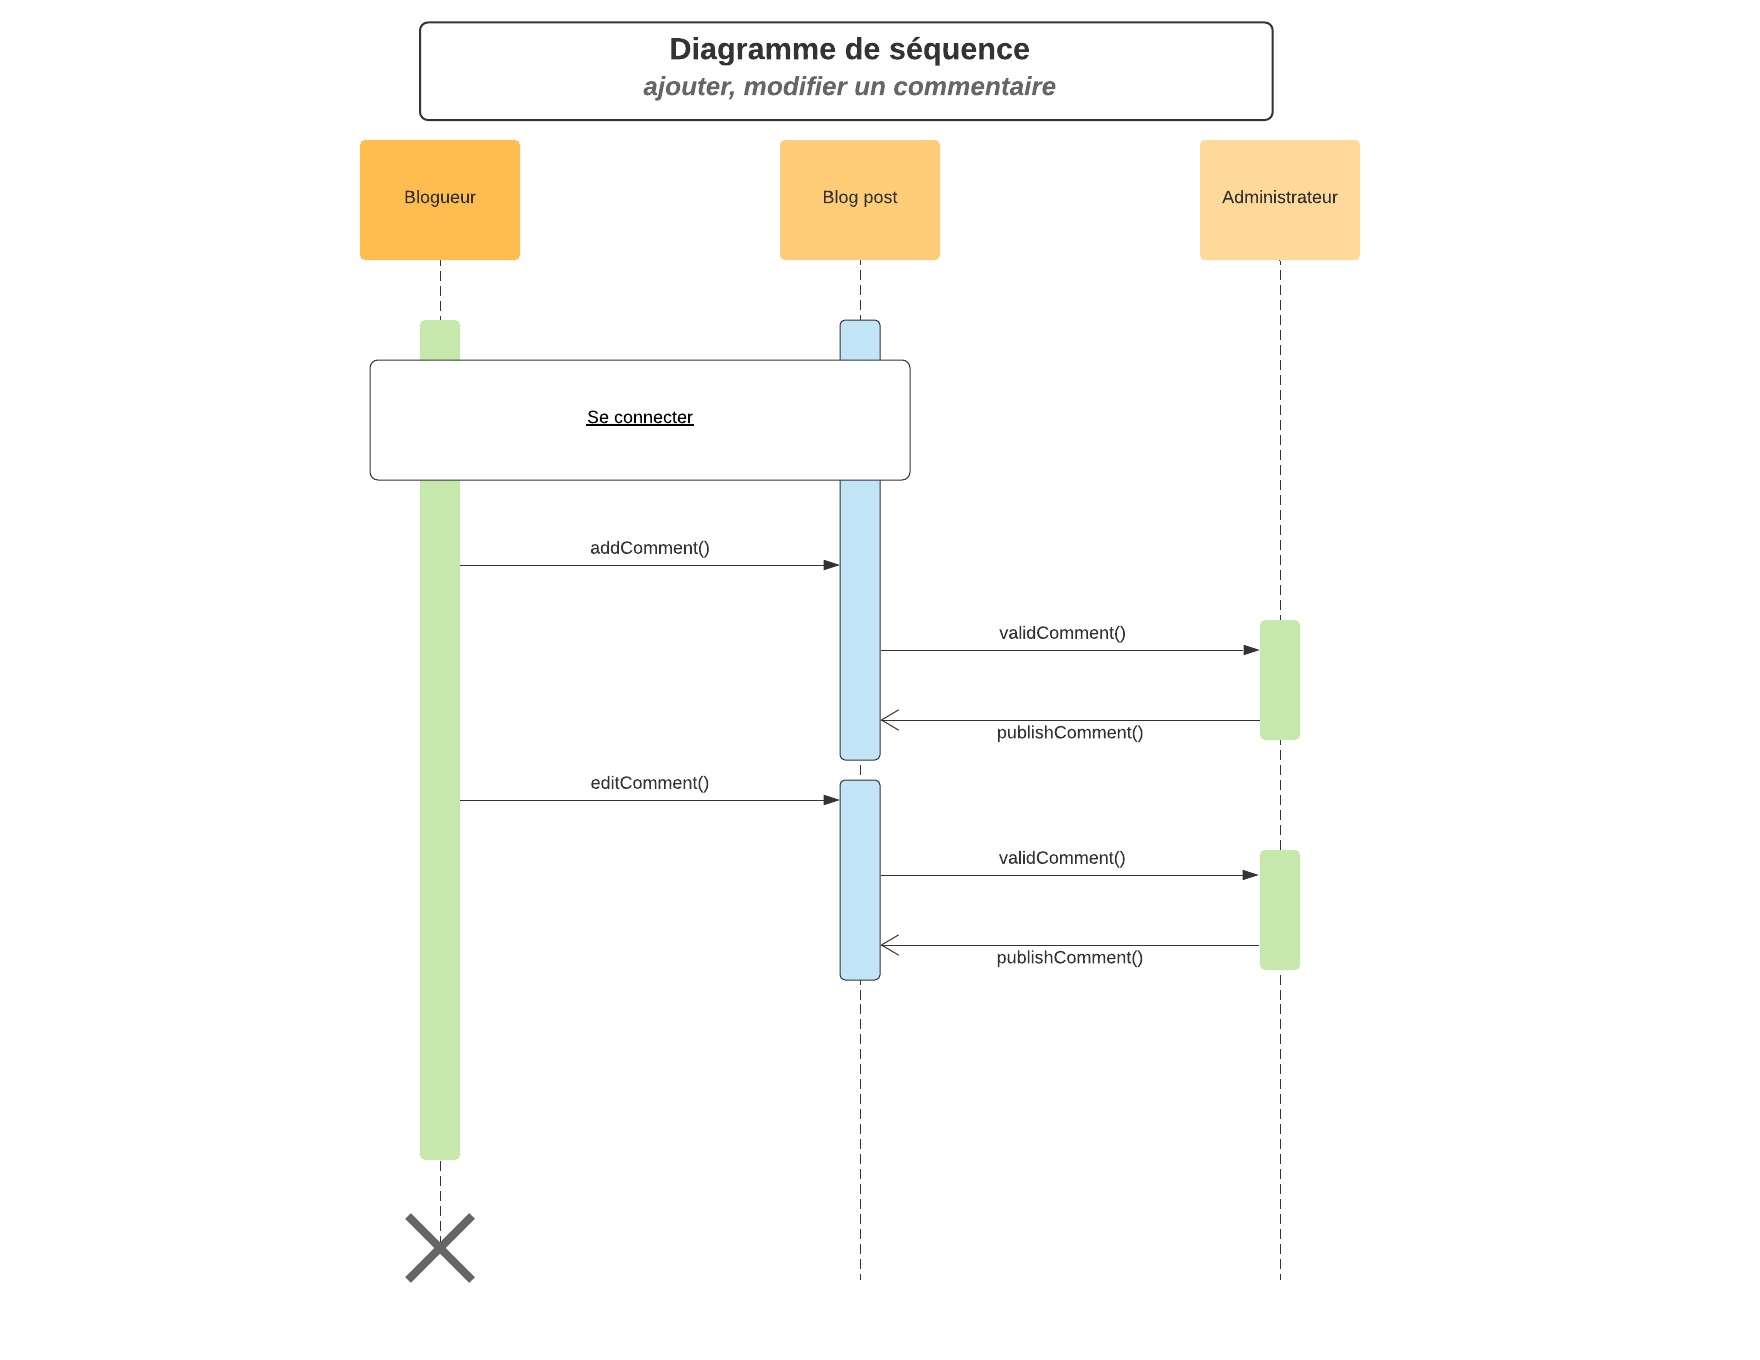 Diagramme de séquence
ajouter, modifier un commentaire
Blogueur
Blog post
Administrateur
Se connecter
addComment()
validComment()
publishComment()
editComment()
validComment()
publishComment()